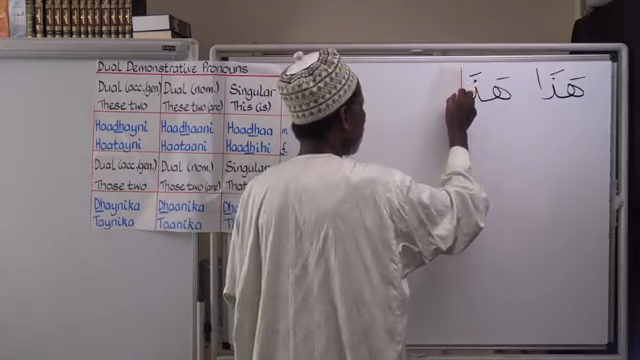 Dual Demonstrative Pronouns
Dual (acc./gen.) Dual (nom.) Singular
These two These two (are) This (is)
Haadhayni Haadhaani Haadhaa m.
Haatayni Haataani Haadhihi f.
Dual (acc./gen.) Dual (nom.) Singular
Those two Those two (are)
Dhaynika Dhaanika
Taynika Taanika
هَذَا هَذَ